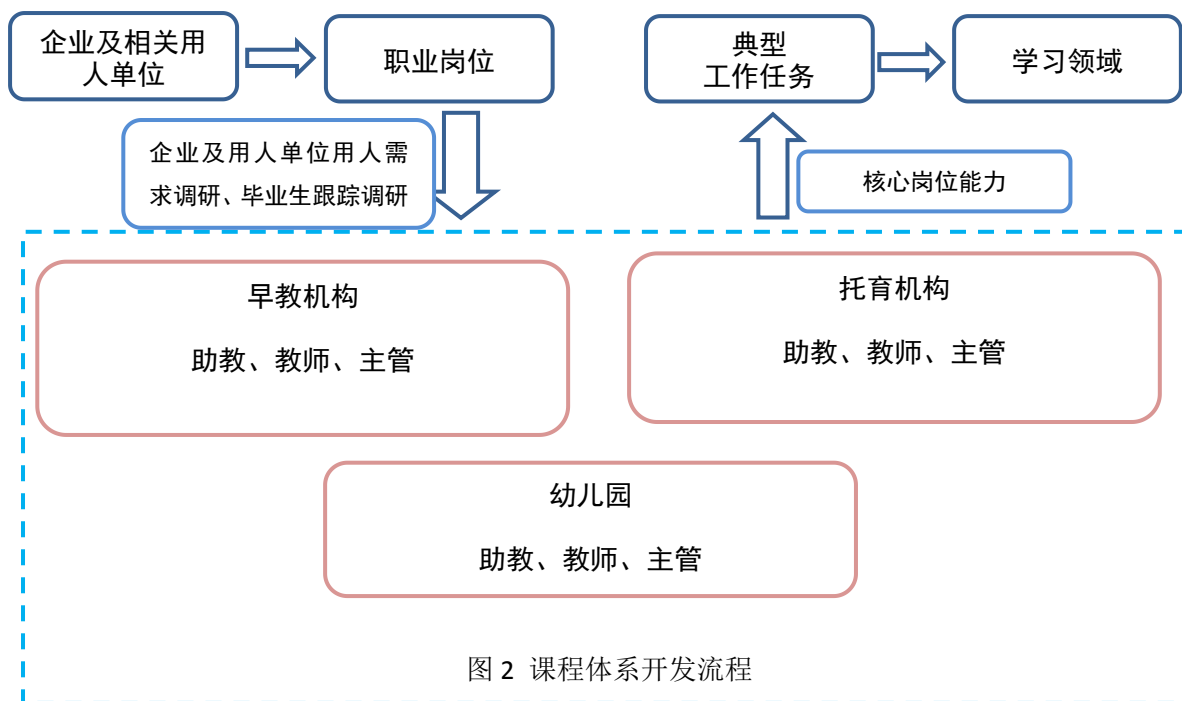 企业及相关用
人单位
职业岗位
典型
工作任务
学习领域
企业及用人单位用人需
求调研、毕业生跟踪调研
核心岗位能力
早教机构
助教、教师、主管
托育机构
助教、教师、主管
幼儿园
助教、教师、主管
图 2 课程体系开发流程